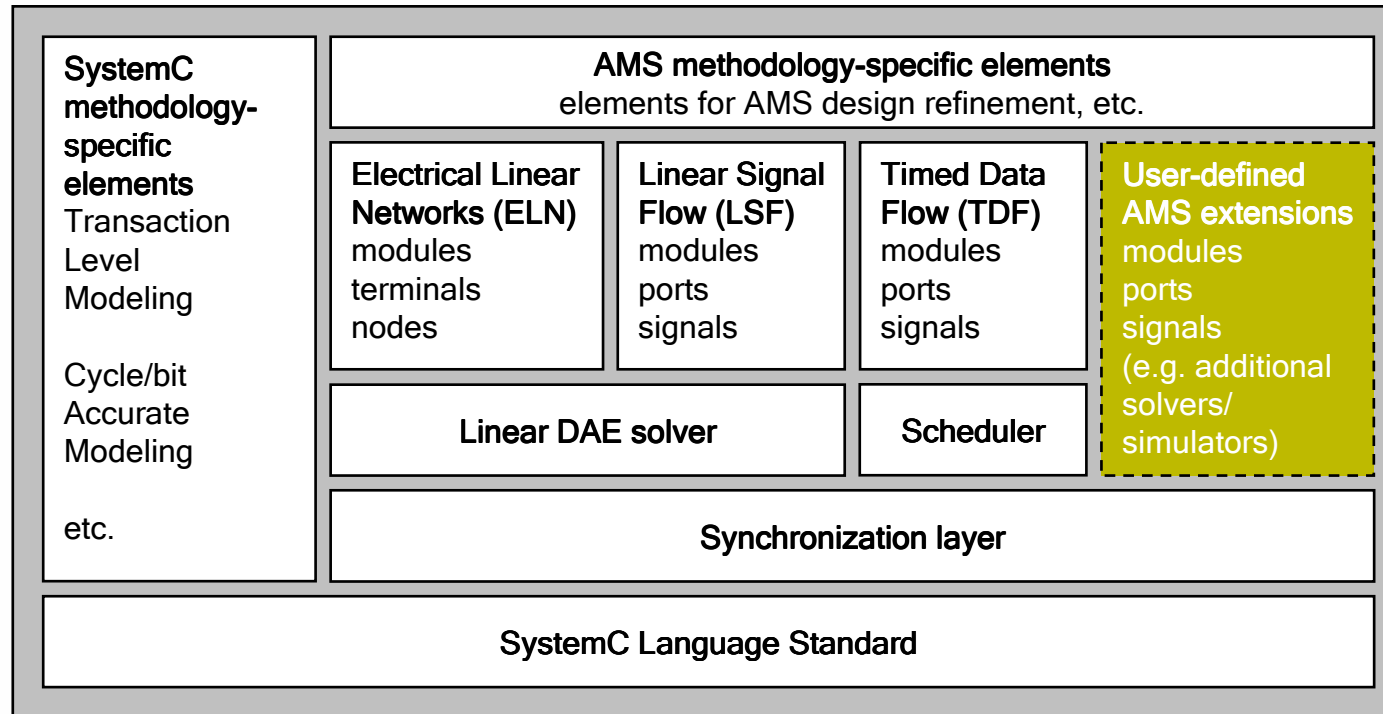 SystemC
methodology-
specific
elements
Transaction
Level
Modeling
Cycle/bit
Accurate
Modeling
etc.
AMS methodology-specific elements
elements for AMS design refinement, etc.
Electrical Linear
Networks (ELN)
modules
terminals
nodes
Linear Signal
Flow (LSF)
modules
ports
signals
Timed Data
Flow (TDF)
modules
ports
signals
User-defined
AMS extensions
modules
ports
signals
(e.g. additional
solvers/
simulators)
Linear DAE solver
Scheduler
Synchronization layer
SystemC Language Standard